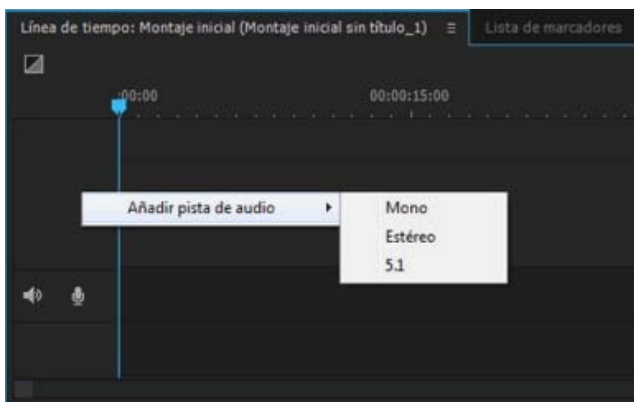 Línea de tiempo: Montaje inicial (Montaje inicial sin título_1)
Lista de marcadores
:00:00
00:00:15:00
Añadir pista de audio
Mono
Estéreo
5.1